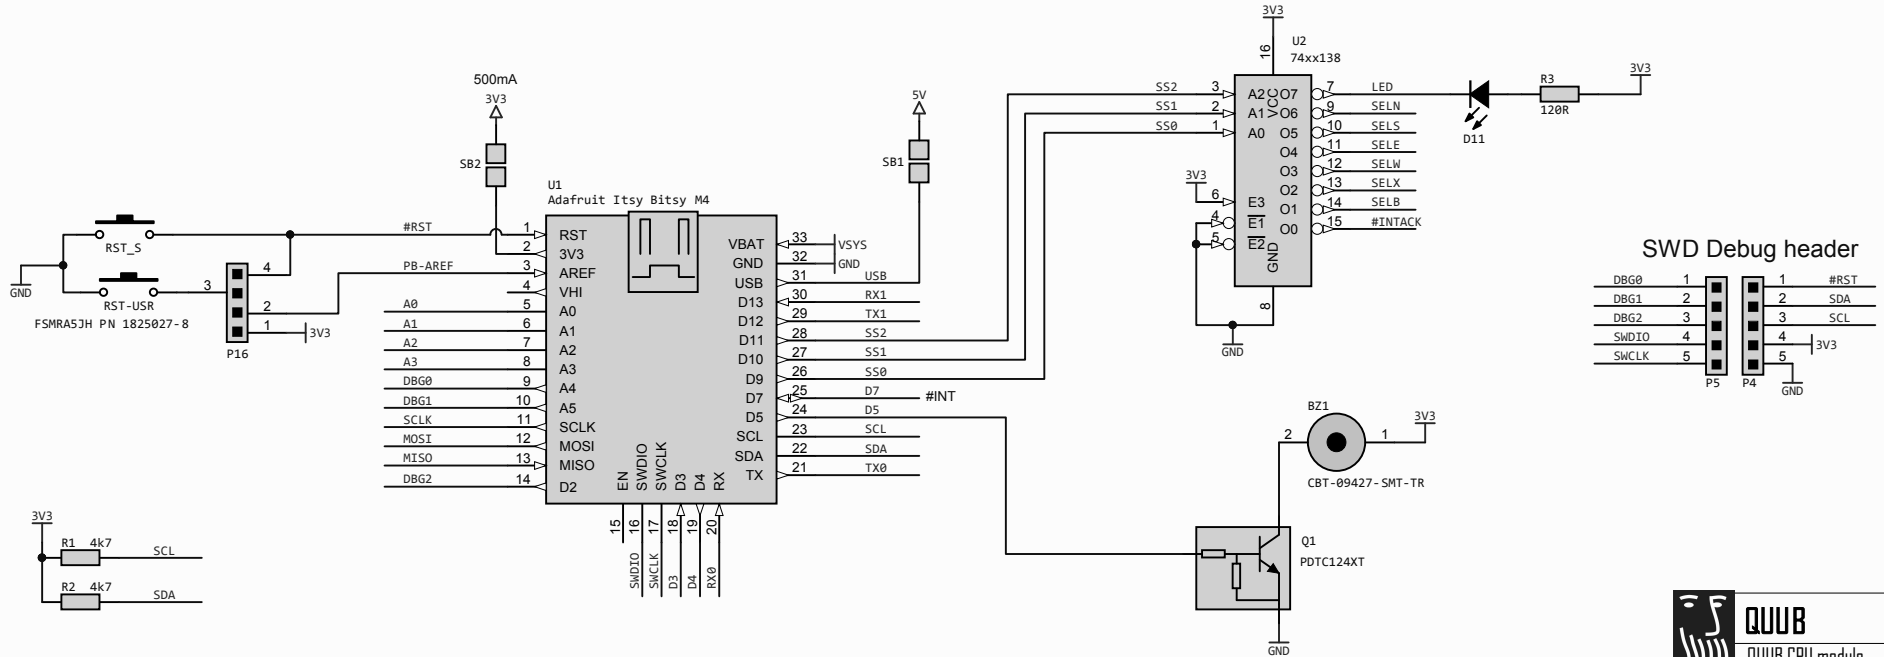 500mA
3V3
SB2
5V
SB1
U1
Adafruit Itsy Bitsy M4
RST_S
RST-USR
FSMRA5JH PN 1825027-8
GND
#RST
PB-AREF
4
3
2
1
3V3
P16
A0
A1
A2
A3
DBG0
DBG1
SCLK
MOSI
MISO
DBG2
1 RST
2 3V3
3 AREF
4 VHI
5 A0
6 A1
7 A2
8 A3
9 A4
10 A5
11 SCLK
12 MOSI
13 MISO
14 D2
EN
SWDIO
SWCLK
D3
D4
RX
15
16
17
18
19
20
SWDIO
SWCLK
D3
D4
RX0
VBAT 33 VSYS
GND 32 GND
USB 31 USB
D13 30 RX1
D12 29 TX1
D11 28 SS2
D10 27 SS1
D9 26 SS0
D7 25 D7 #INT
D5 24 D5
SCL 23 SCL
SDA 22 SDA
TX 21 TX0
3V3
16
U2
74xx138
SS2 3 A2
SS1 2 A1
SS0 1 A0
VCC
3V3
6 E3
4 E1
5 E2
GND
8
GND
O7 7 LED
O6 9 SELN
O5 10 SELS
O4 11 SELE
O3 12 SELW
O2 13 SELX
O1 14 SELB
O0 15 #INTACK
D11
R3
120R
3V3
SWD Debug header
DBG0 1
DBG1 2
DBG2 3
SWDIO 4
SWCLK 5
P5
1 #RST
2 SDA
3 SCL
4 3V3
5
P4
GND
BZ1
2
1
3V3
CBT-09427-SMT-TR
Q1
PDTC124XT
GND
3V3
R1 4k7
SCL
R2 4k7
SDA
QUUB
QUUB CPU module